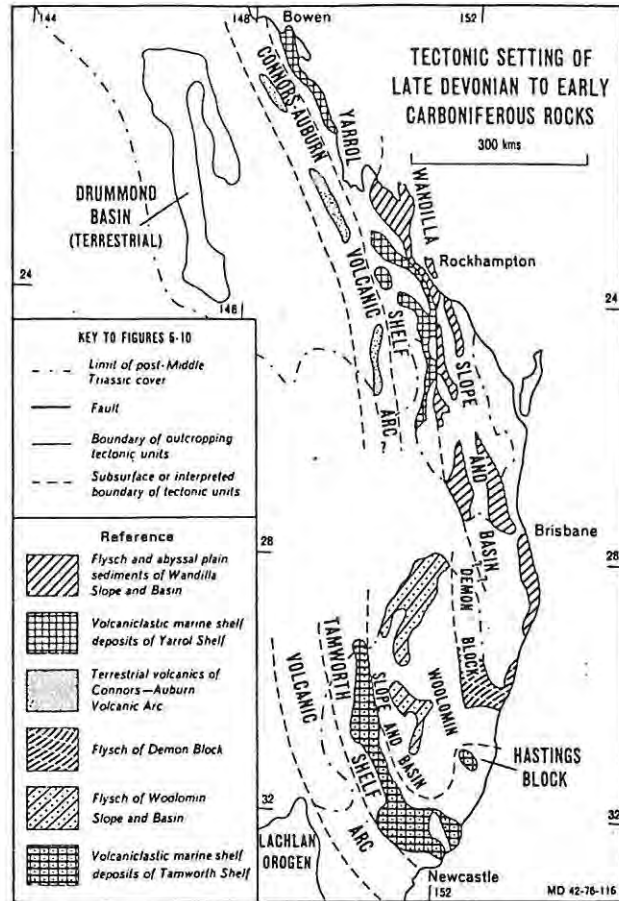 144
148
Bowen
152
TECTONIC SETTING OF
LATE DEVONIAN TO EARLY
CARBONIFEROUS ROCKS
300 kms
CONNORS-AUBURN
VOLCANIC
ARC
?
YARROL
SHELF
WANDILLA
SLOPE
AND
BASIN
?
DRUMMOND
BASIN
(TERRESTRIAL)
Rockhampton
24
24
146
Brisbane
28
28
DEMON
BLOCK
TAMWORTH
SHELF
VOLCANIC
ARC
WOOLOMIN
SLOPE AND BASIN
HASTINGS
BLOCK
32
32
LACHLAN
OROGEN
Newcastle
152
MD 42-76-116
KEY TO FIGURES 6-10
Limit of post-Middle
Triassic cover
Fault
Boundary of outcropping
tectonic units
Subsurface or interpreted
boundary of tectonic units
Reference
Flysch and abyssal plain
sediments of Wandilla
Slope and Basin
Volcaniclastic marine shelf
deposits of Yarrol Shelf
Terrestrial volcanics of
Connors—Auburn
Volcanic Arc
Flysch of Demon Block
Flysch of Woolomin
Slope and Basin
Volcaniclastic marine shelf
deposits of Tamworth Shelf